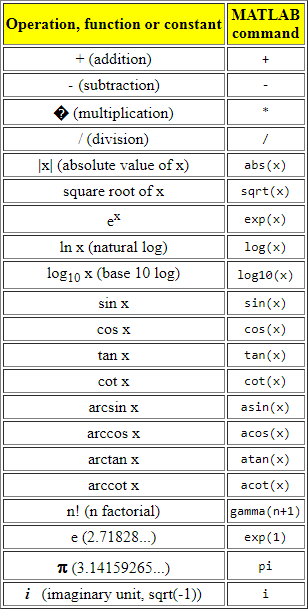 Operation, function or constant MATLAB command
+ (addition) +
- (subtraction) -
� (multiplication) *
/ (division) /
|x| (absolute value of x) abs(x)
square root of x sqrt(x)
eˣ exp(x)
ln x (natural log) log(x)
log₁₀ x (base 10 log) log10(x)
sin x sin(x)
cos x cos(x)
tan x tan(x)
cot x cot(x)
arcsin x asin(x)
arccos x acos(x)
arctan x atan(x)
arccot x acot(x)
n! (n factorial) gamma(n+1)
e (2.71828...) exp(1)
π (3.14159265...) pi
i (imaginary unit, sqrt(-1)) i